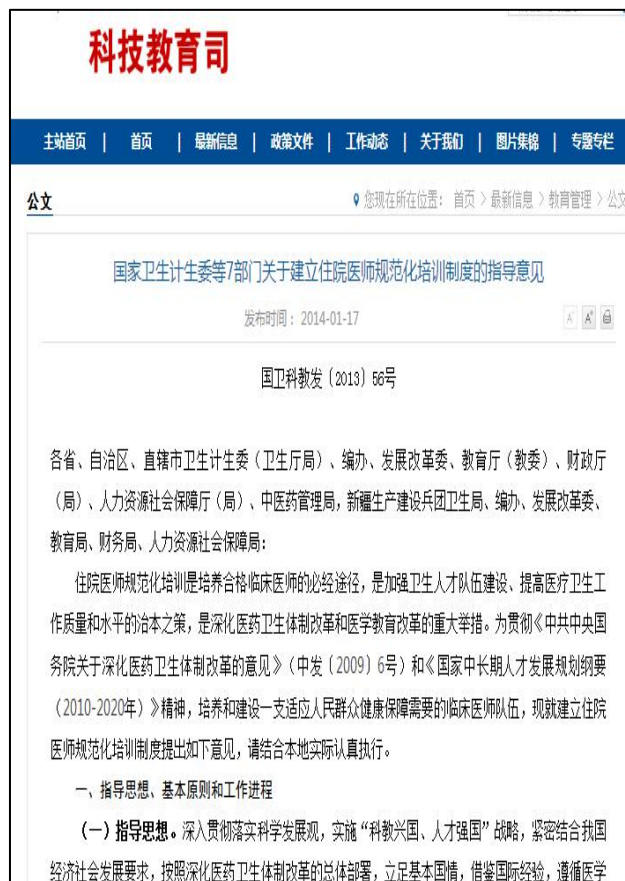 科技教育司
主站首页 | 首页 | 最新信息 | 政策文件 | 工作动态 | 关于我们 | 图片集锦 | 专题专栏
公文 您现在所在位置: 首页 > 最新信息 > 教育管理 > 公文
国家卫生计生委等7部门关于建立住院医师规范化培训制度的指导意见
发布时间: 2014-01-17 A- A+
国卫科教发〔2013〕56号
各省、自治区、直辖市卫生计生委（卫生厅局）、编办、发展改革委、教育厅（教委）、财政厅
（局）、人力资源社会保障厅（局）、中医药管理局，新疆生产建设兵团卫生局、编办、发展改革委、
教育局、财务局、人力资源社会保障局：
住院医师规范化培训是培养合格临床医师的必经途径，是加强卫生人才队伍建设、提高医疗卫生工
作质量和水平的治本之策，是深化医药卫生体制改革和医学教育改革的重大举措。为贯彻《中共中央国
务院关于深化医药卫生体制改革的意见》（中发〔2009〕6号）和《国家中长期人才发展规划纲要
（2010-2020年）》精神，培养和建设一支适应人民群众健康保障需要的临床医师队伍，现就建立住院
医师规范化培训制度提出如下意见，请结合本地实际认真执行。
一、指导思想、基本原则和工作进程
（一）指导思想。深入贯彻落实科学发展观，实施“科教兴国、人才强国”战略，紧密结合我国
经济社会发展要求，按照深化医药卫生体制改革的总体部署，立足基本国情，借鉴国际经验，遵循医学